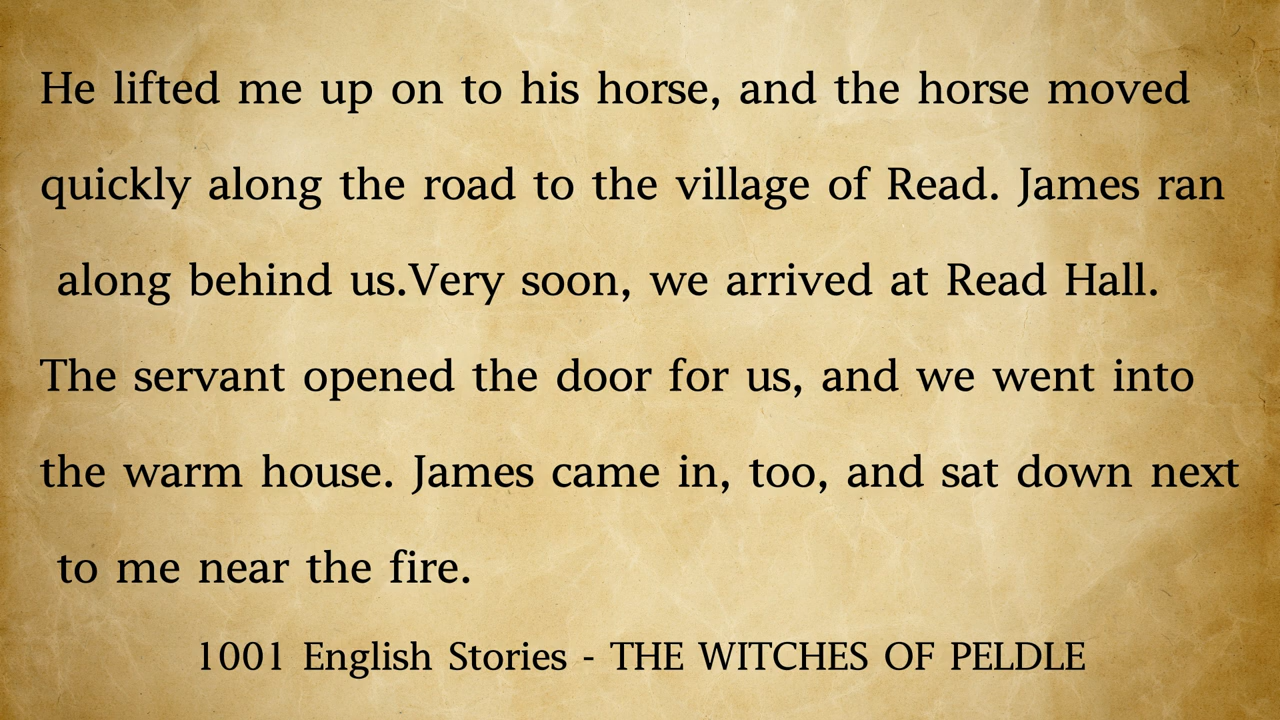 He lifted me up on to his horse, and the horse moved
quickly along the road to the village of Read. James ran
along behind us.Very soon, we arrived at Read Hall.
The servant opened the door for us, and we went into
the warm house. James came in, too, and sat down next
to me near the fire.
1001 English Stories - THE WITCHES OF PELDLE